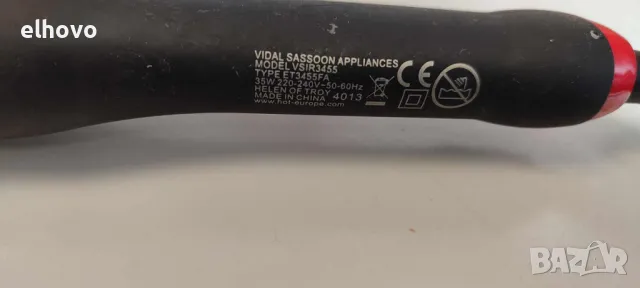 elhovo
VIDAL SASSOON APPLIANCES
MODEL VSIR3455
TYPE ET3455FA
35W 220-240V~50-60Hz
HELEN OF TROY 4013
MADE IN CHINA
www.hot-europe.com
CE
BAZAR